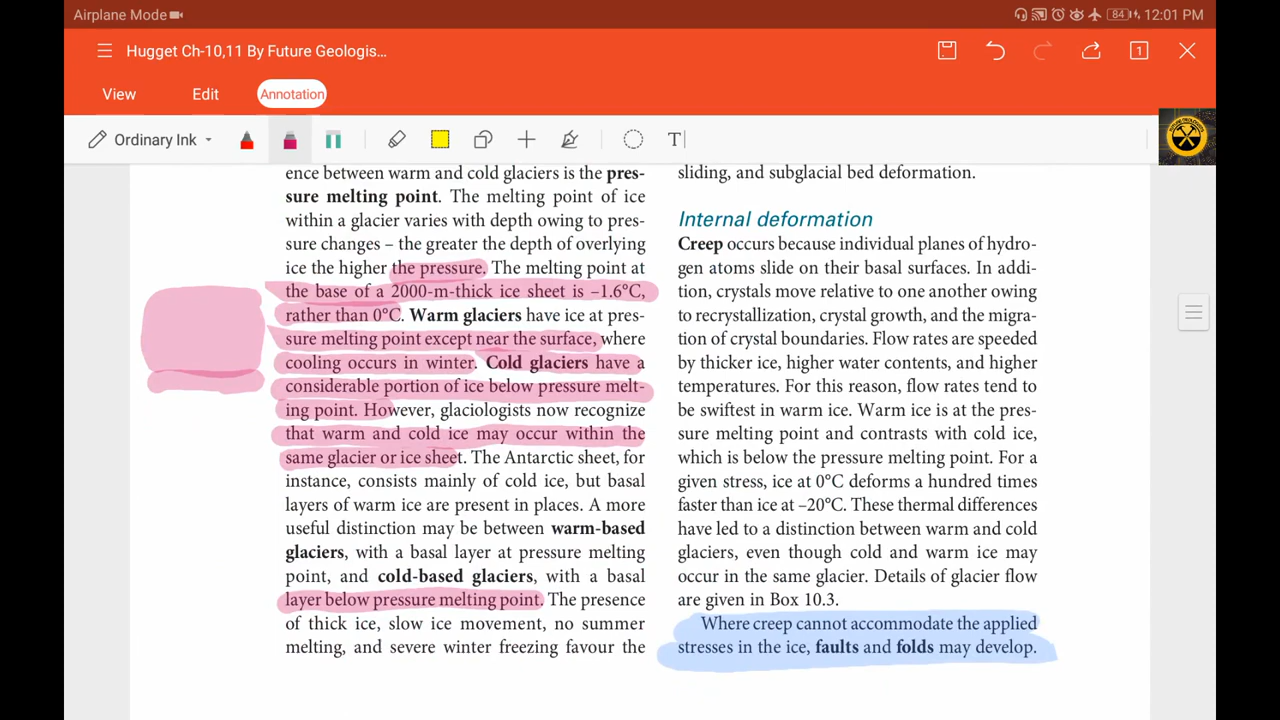 Airplane Mode
84
12:01 PM
Hugget Ch-10,11 By Future Geologis...
1
View
Edit
Annotation
Ordinary Ink
T
ence between warm and cold glaciers is the pres-
sure melting point. The melting point of ice
within a glacier varies with depth owing to pres-
sure changes – the greater the depth of overlying
ice the higher the pressure. The melting point at
the base of a 2000-m-thick ice sheet is –1.6°C,
rather than 0°C. Warm glaciers have ice at pres-
sure melting point except near the surface, where
cooling occurs in winter. Cold glaciers have a
considerable portion of ice below pressure melt-
ing point. However, glaciologists now recognize
that warm and cold ice may occur within the
same glacier or ice sheet. The Antarctic sheet, for
instance, consists mainly of cold ice, but basal
layers of warm ice are present in places. A more
useful distinction may be between warm-based
glaciers, with a basal layer at pressure melting
point, and cold-based glaciers, with a basal
layer below pressure melting point. The presence
of thick ice, slow ice movement, no summer
melting, and severe winter freezing favour the
sliding, and subglacial bed deformation.
Internal deformation
Creep occurs because individual planes of hydro-
gen atoms slide on their basal surfaces. In addi-
tion, crystals move relative to one another owing
to recrystallization, crystal growth, and the migra-
tion of crystal boundaries. Flow rates are speeded
by thicker ice, higher water contents, and higher
temperatures. For this reason, flow rates tend to
be swiftest in warm ice. Warm ice is at the pres-
sure melting point and contrasts with cold ice,
which is below the pressure melting point. For a
given stress, ice at 0°C deforms a hundred times
faster than ice at –20°C. These thermal differences
have led to a distinction between warm and cold
glaciers, even though cold and warm ice may
occur in the same glacier. Details of glacier flow
are given in Box 10.3.
Where creep cannot accommodate the applied
stresses in the ice, faults and folds may develop.